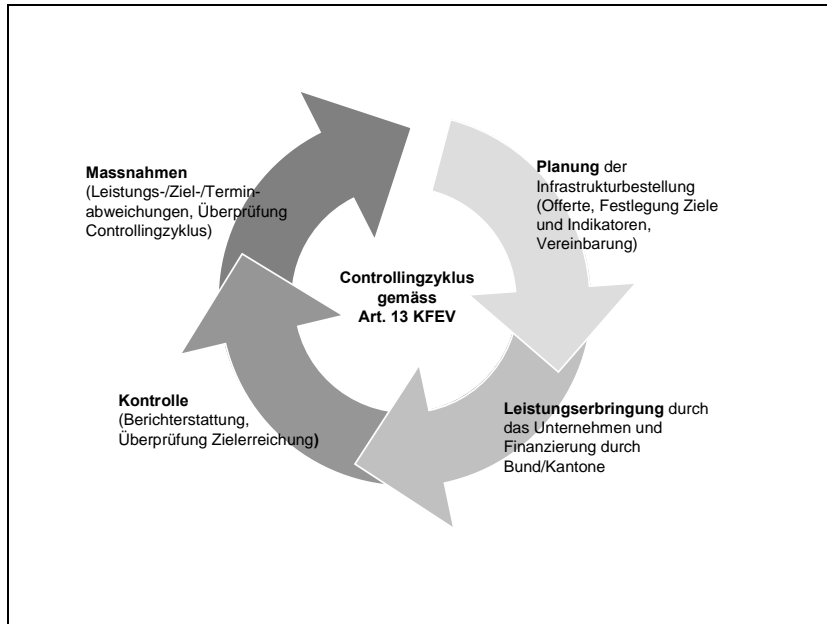 Massnahmen
(Leistungs-/Ziel-/Termin-
abweichungen, Überprüfung
Controllingzyklus)
Planung der
Infrastrukturbestellung
(Offerte, Festlegung Ziele
und Indikatoren,
Vereinbarung)
Controllingzyklus
gemäss
Art. 13 KFEV
Kontrolle
(Berichterstattung,
Überprüfung Zielerreichung)
Leistungserbringung durch
das Unternehmen und
Finanzierung durch
Bund/Kantone